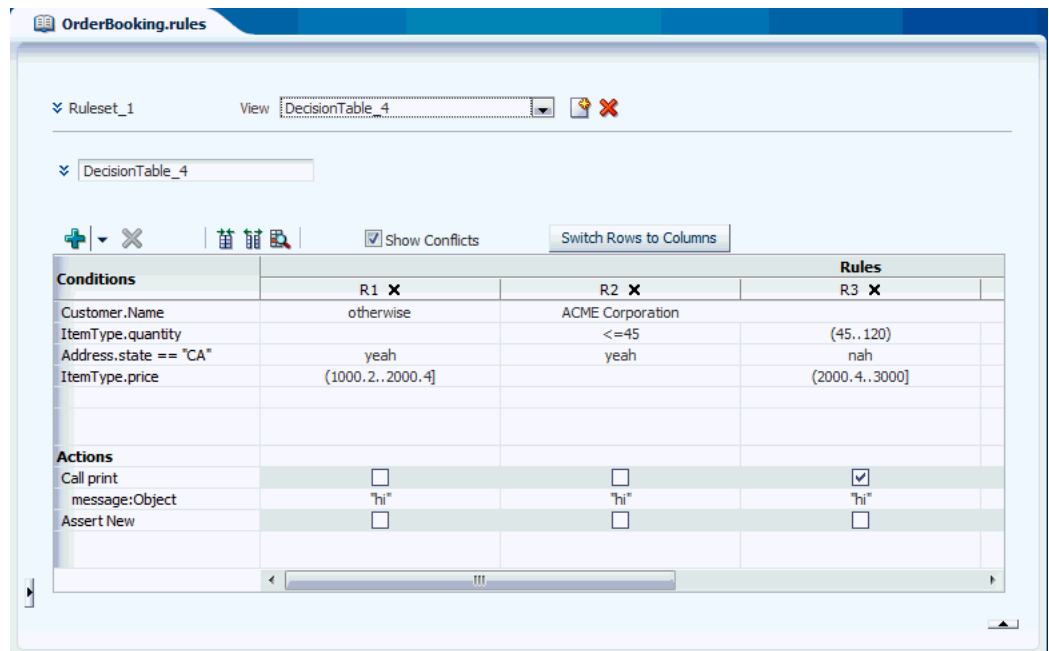 OrderBooking.rules
Ruleset_1 View DecisionTable_4
DecisionTable_4
Show Conflicts Switch Rows to Columns
Conditions Rules
R1 R2 R3
Customer.Name otherwise ACME Corporation
ItemType.quantity <=45 (45..120)
Address.state == "CA" yeah yeah nah
ItemType.price (1000.2..2000.4] (2000.4..3000]
Actions
Call print
message:Object "hi" "hi" "hi"
Assert New